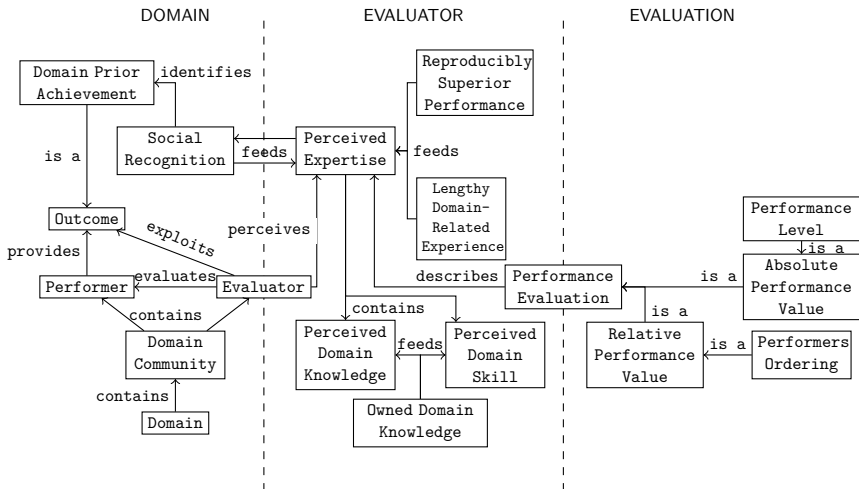 DOMAIN
EVALUATOR
EVALUATION
Domain Prior
Achievement
identifies
Reproducibly
Superior
Performance
Social
Recognition
feeds
Perceived
Expertise
feeds
is a
Lengthy
Domain-
Related
Experience
Outcome
exploits
perceives
provides
Performance
Level
is a
Performer
evaluates
Evaluator
describes
Performance
Evaluation
is a
Absolute
Performance
Value
contains
contains
is a
Domain
Community
Perceived
Domain
Knowledge
feeds
Perceived
Domain
Skill
Relative
Performance
Value
is a
Performers
Ordering
contains
Domain
Owned Domain
Knowledge